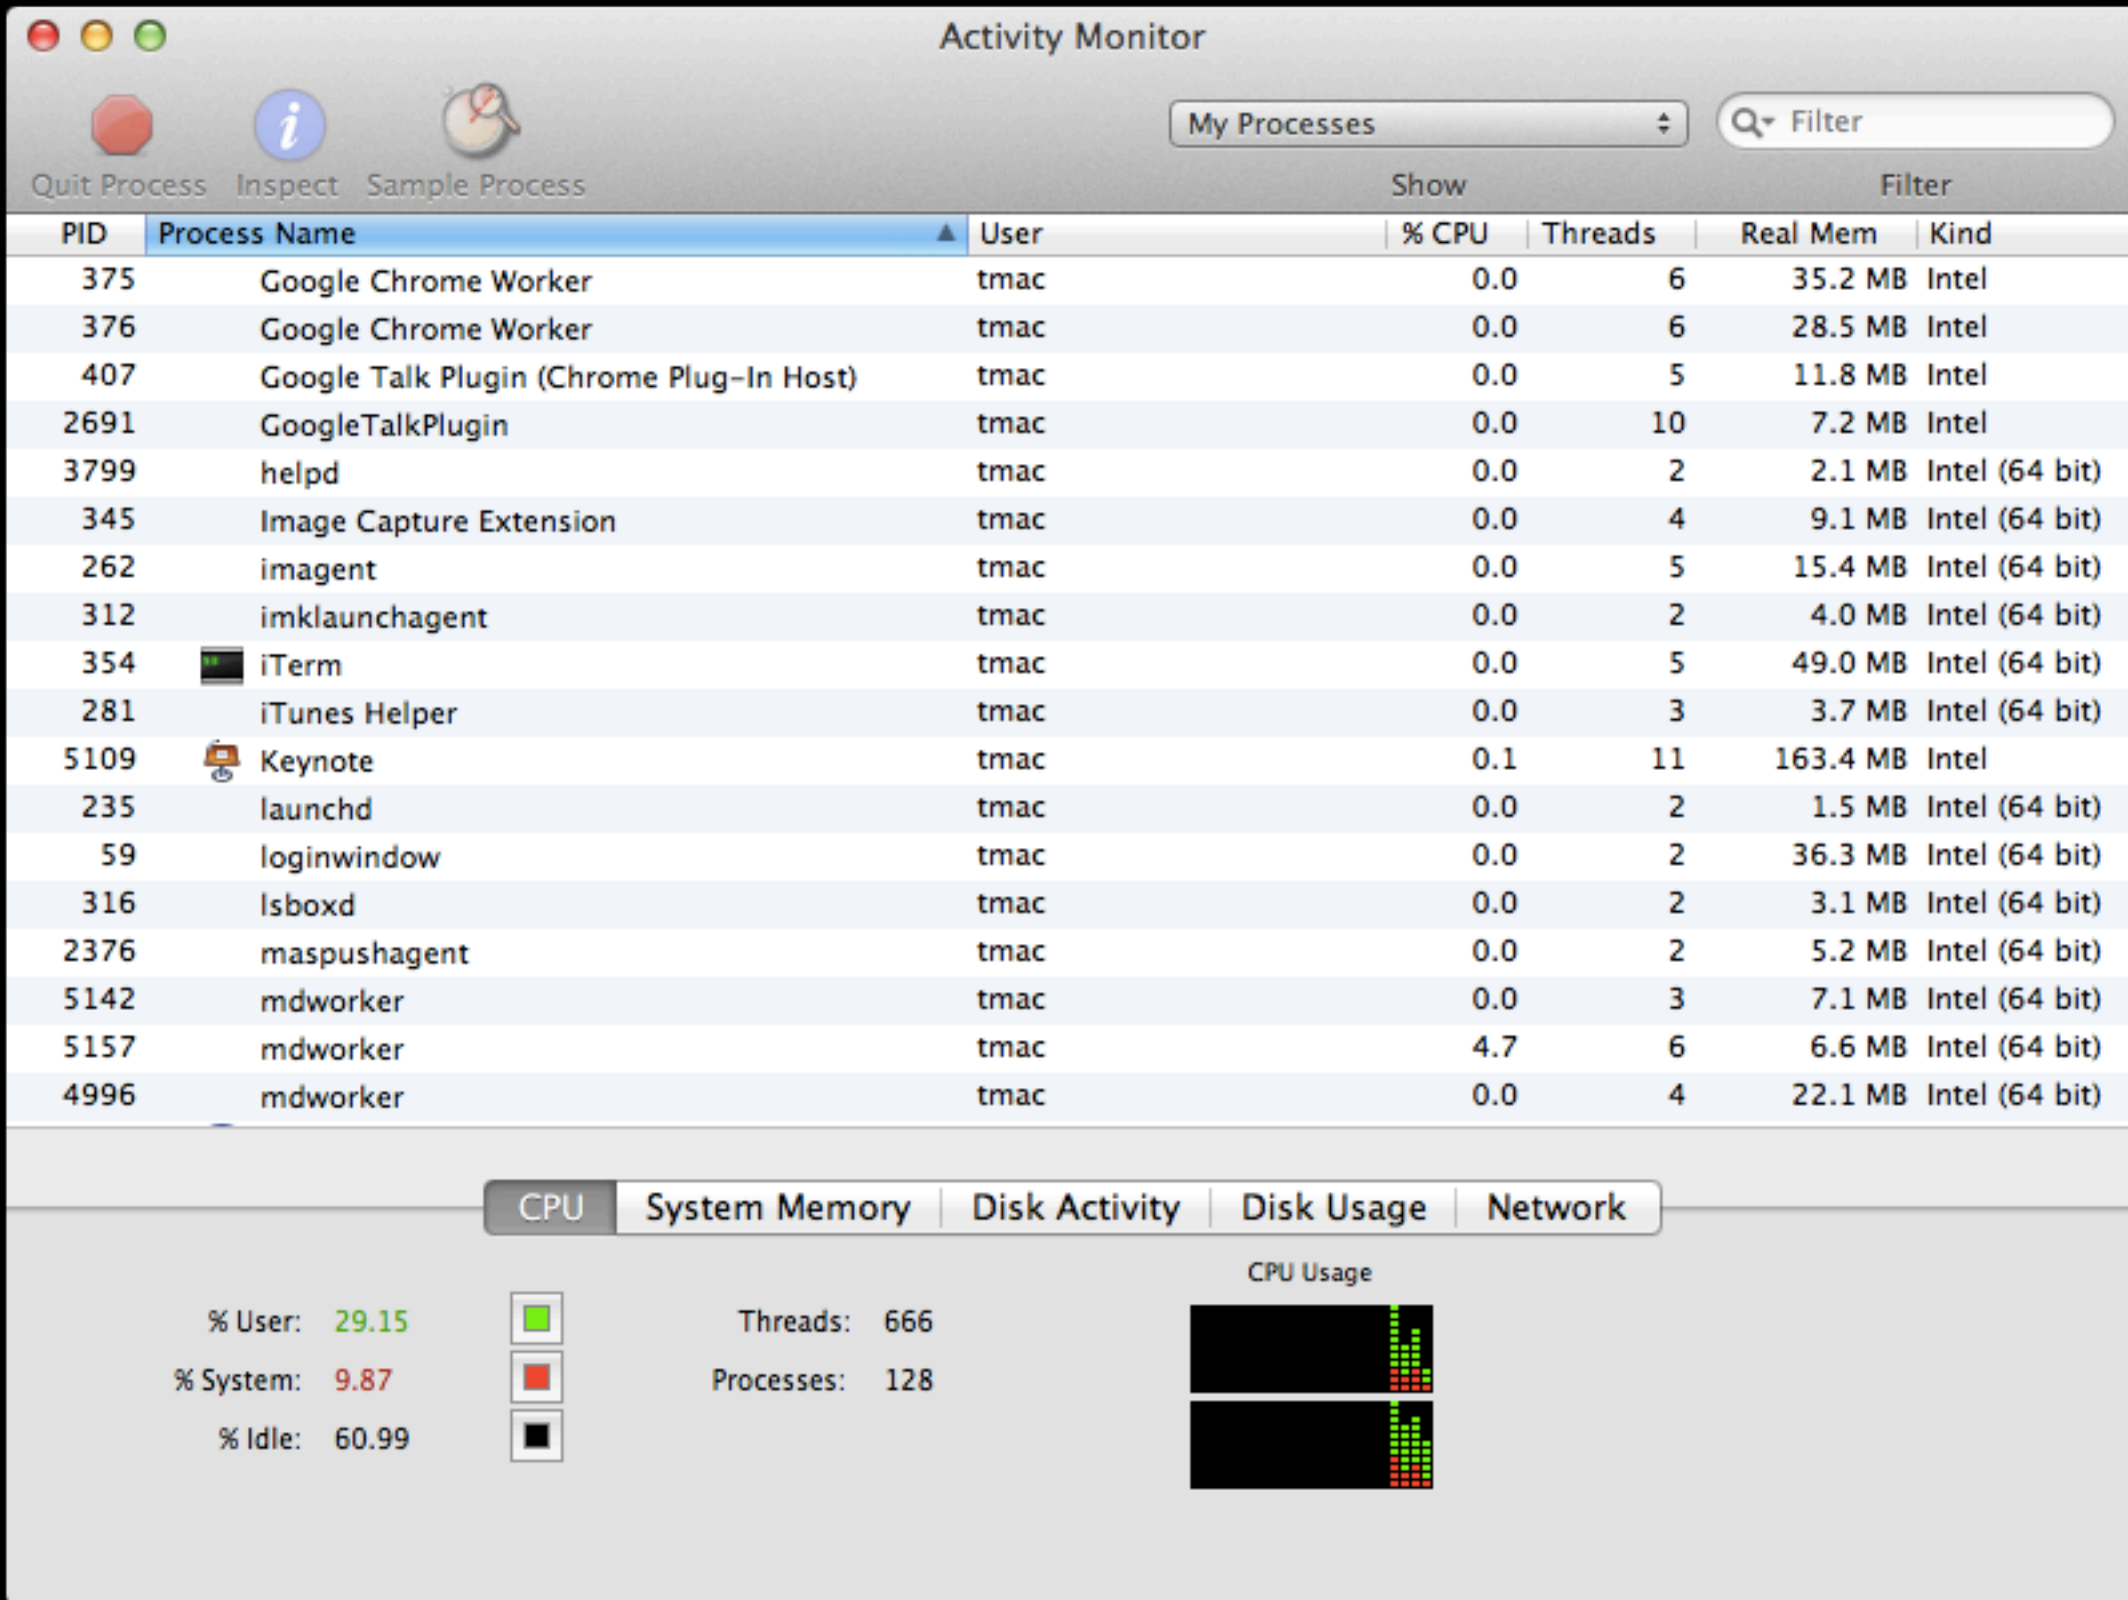 Activity Monitor
Quit Process Inspect Sample Process My Processes Show Filter Filter
PID Process Name User % CPU Threads Real Mem Kind
375 Google Chrome Worker tmac 0.0 6 35.2 MB Intel
376 Google Chrome Worker tmac 0.0 6 28.5 MB Intel
407 Google Talk Plugin (Chrome Plug-In Host) tmac 0.0 5 11.8 MB Intel
2691 GoogleTalkPlugin tmac 0.0 10 7.2 MB Intel
3799 helpd tmac 0.0 2 2.1 MB Intel (64 bit)
345 Image Capture Extension tmac 0.0 4 9.1 MB Intel (64 bit)
262 imagent tmac 0.0 5 15.4 MB Intel (64 bit)
312 imklaunchagent tmac 0.0 2 4.0 MB Intel (64 bit)
354 iTerm tmac 0.0 5 49.0 MB Intel (64 bit)
281 iTunes Helper tmac 0.0 3 3.7 MB Intel (64 bit)
5109 Keynote tmac 0.1 11 163.4 MB Intel
235 launchd tmac 0.0 2 1.5 MB Intel (64 bit)
59 loginwindow tmac 0.0 2 36.3 MB Intel (64 bit)
316 lsboxd tmac 0.0 2 3.1 MB Intel (64 bit)
2376 maspushagent tmac 0.0 2 5.2 MB Intel (64 bit)
5142 mdworker tmac 0.0 3 7.1 MB Intel (64 bit)
5157 mdworker tmac 4.7 6 6.6 MB Intel (64 bit)
4996 mdworker tmac 0.0 4 22.1 MB Intel (64 bit)
CPU System Memory Disk Activity Disk Usage Network
CPU Usage
% User: 29.15 Threads: 666
% System: 9.87 Processes: 128
% Idle: 60.99